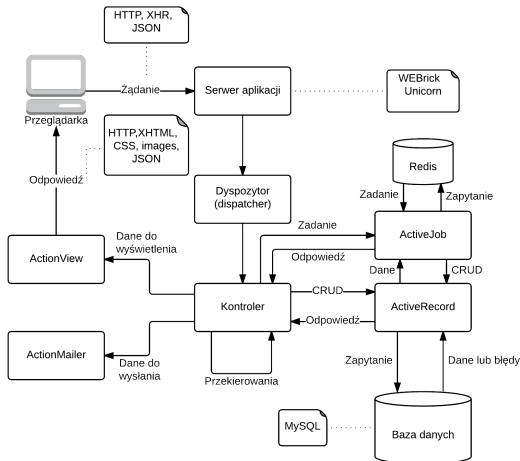 HTTP, XHR,
JSON
Żądanie
Serwer aplikacji
WEBrick
Unicorn
Przeglądarka
HTTP,XHTML,
CSS, images,
JSON
Odpowiedź
Redis
Zadanie
Zapytanie
Dyspozytor
(dispatcher)
Zadanie
ActiveJob
Dane do
wyświetlenia
ActionView
Odpowiedź
Dane
CRUD
Kontroler
CRUD
ActiveRecord
Odpowiedź
ActionMailer
Dane do
wysłania
Przekierowania
Zapytanie
Dane lub błędy
MySQL
Baza danych